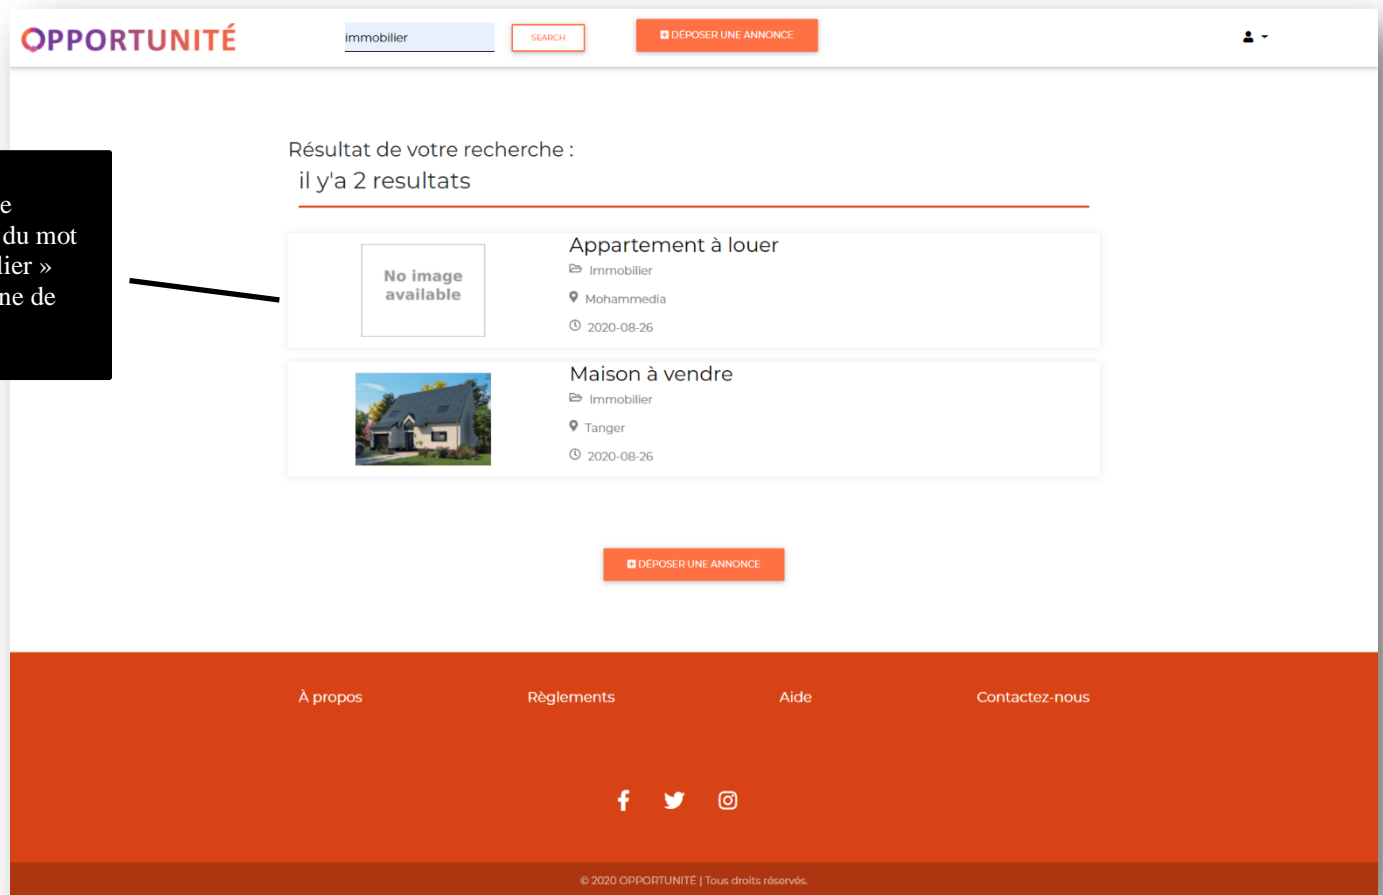 OPPORTUNITÉ
immobilier
SEARCH
DÉPOSER UNE ANNONCE
Résultat de votre recherche :
il y'a 2 resultats
e
du mot
lier »
ne de
No image
available
Appartement à louer
Immobilier
Mohammedia
2020-08-26
Maison à vendre
Immobilier
Tanger
2020-08-26
DÉPOSER UNE ANNONCE
À propos
Règlements
Aide
Contactez-nous
© 2020 OPPORTUNITÉ | Tous droits réservés.